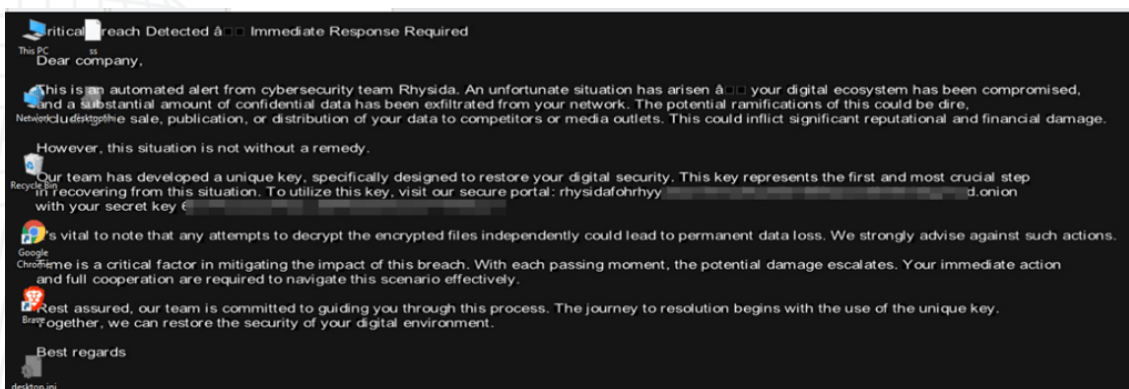 ritical reach Detected â Immediate Response Required
This PC
ss
Dear company,
This is an automated alert from cybersecurity team Rhysida. An unfortunate situation has arisen â your digital ecosystem has been compromised,
and a substantial amount of confidential data has been exfiltrated from your network. The potential ramifications of this could be dire,
Network
the sale, publication, or distribution of your data to competitors or media outlets. This could inflict significant reputational and financial damage.
However, this situation is not without a remedy.
Our team has developed a unique key, specifically designed to restore your digital security. This key represents the first and most crucial step
Recycle Bin
in recovering from this situation. To utilize this key, visit our secure portal: rhysidafohrhyy d.onion
with your secret key 6
's vital to note that any attempts to decrypt the encrypted files independently could lead to permanent data loss. We strongly advise against such actions.
Google
Chrome
Time is a critical factor in mitigating the impact of this breach. With each passing moment, the potential damage escalates. Your immediate action
and full cooperation are required to navigate this scenario effectively.
Rest assured, our team is committed to guiding you through this process. The journey to resolution begins with the use of the unique key.
Brave
Together, we can restore the security of your digital environment.
Best regards
desktop.ini